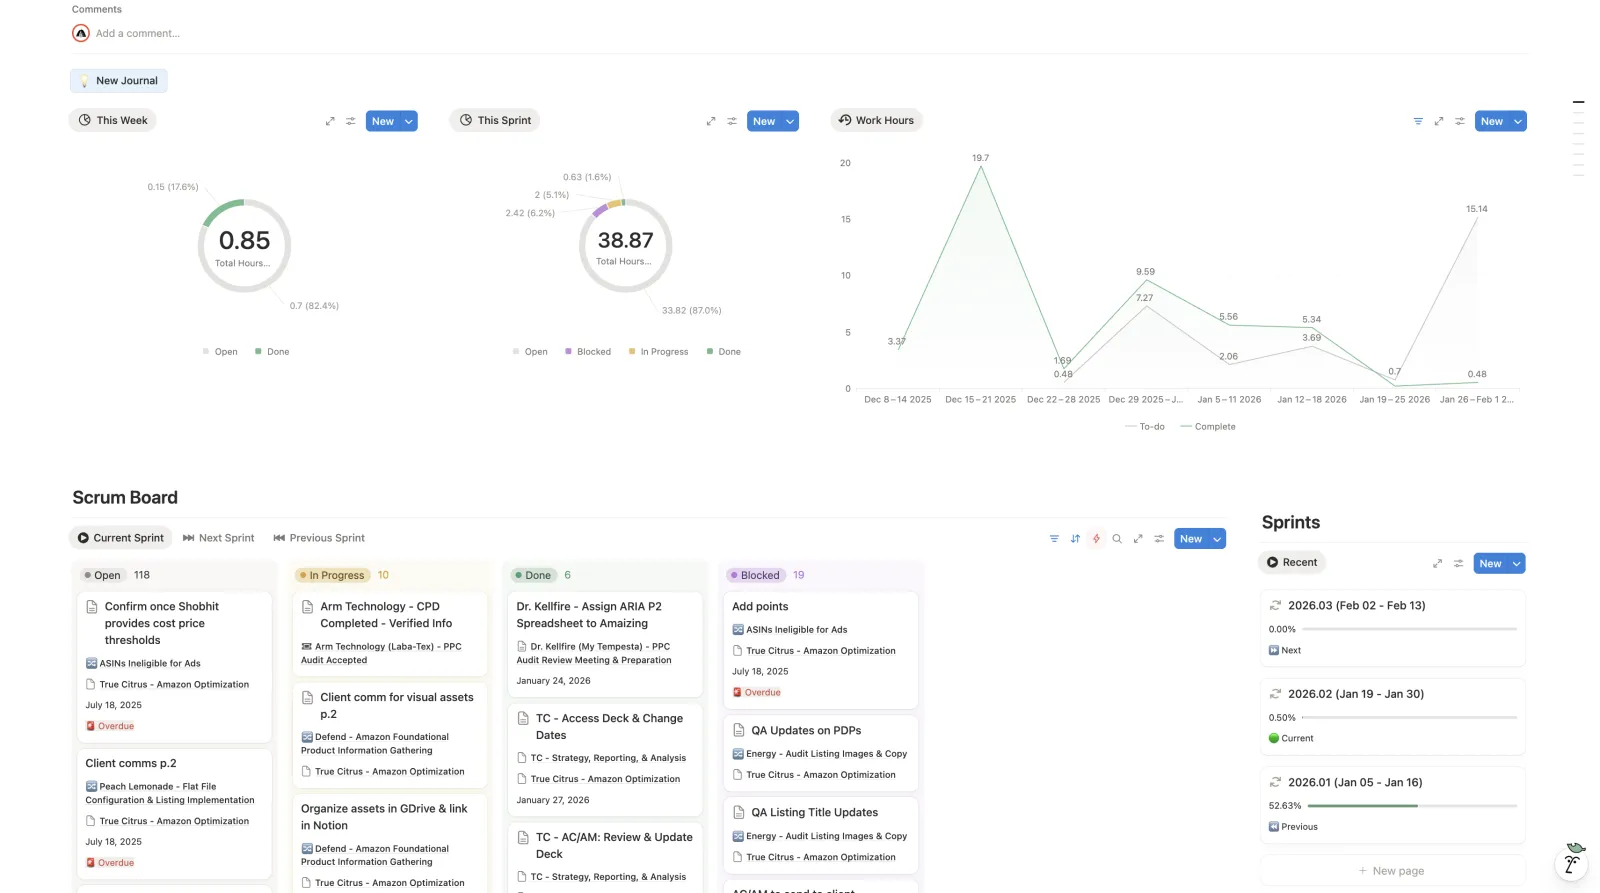 Comments
Add a comment...
New Journal
This Week
New
0.15 (17.6%)
0.85
Total Hours...
0.7 (82.4%)
Open
Done
This Sprint
New
0.63 (1.6%)
2 (5.1%)
2.42 (6.2%)
38.87
Total Hours...
33.82 (87.0%)
Open
Blocked
In Progress
Done
Work Hours
New
20
15
10
5
0
3.37
19.7
1.69
0.48
9.59
7.27
5.56
2.06
5.34
3.69
0.7
15.14
0.48
Dec 8 – 14 2025
Dec 15 – 21 2025
Dec 22 – 28 2025
Dec 29 2025 – J...
Jan 5 – 11 2026
Jan 12 – 18 2026
Jan 19 – 25 2026
Jan 26 – Feb 1 2...
To-do
Complete
Scrum Board
Current Sprint
Next Sprint
Previous Sprint
New
Open 118
Confirm once Shobhit
provides cost price
thresholds
ASINs Ineligible for Ads
True Citrus - Amazon Optimization
July 18, 2025
Overdue
Client comms p.2
Peach Lemonade - Flat File
Configuration & Listing Implementation
True Citrus - Amazon Optimization
July 18, 2025
Overdue
In Progress 10
Arm Technology - CPD
Completed - Verified Info
Arm Technology (Laba-Tex) - PPC
Audit Accepted
Client comm for visual assets
p.2
Defend - Amazon Foundational
Product Information Gathering
True Citrus - Amazon Optimization
Organize assets in GDrive & link
in Notion
Defend - Amazon Foundational
Product Information Gathering
True Citrus - Amazon Optimization
Done 6
Dr. Kellfire - Assign ARIA P2
Spreadsheet to Amaizing
Dr. Kellfire (My Tempesta) - PPC
Audit Review Meeting & Preparation
January 24, 2026
TC - Access Deck & Change
Dates
TC - Strategy, Reporting, & Analysis
True Citrus - Amazon Optimization
January 27, 2026
TC - AC/AM: Review & Update
Deck
TC - Strategy, Reporting, & Analysis
Blocked 19
Add points
ASINs Ineligible for Ads
True Citrus - Amazon Optimization
July 18, 2025
Overdue
QA Updates on PDPs
Energy - Audit Listing Images & Copy
True Citrus - Amazon Optimization
QA Listing Title Updates
Energy - Audit Listing Images & Copy
True Citrus - Amazon Optimization
AC/AM to send to client
Sprints
Recent
New
2026.03 (Feb 02 - Feb 13)
0.00%
Next
2026.02 (Jan 19 - Jan 30)
0.50%
Current
2026.01 (Jan 05 - Jan 16)
52.63%
Previous
New page